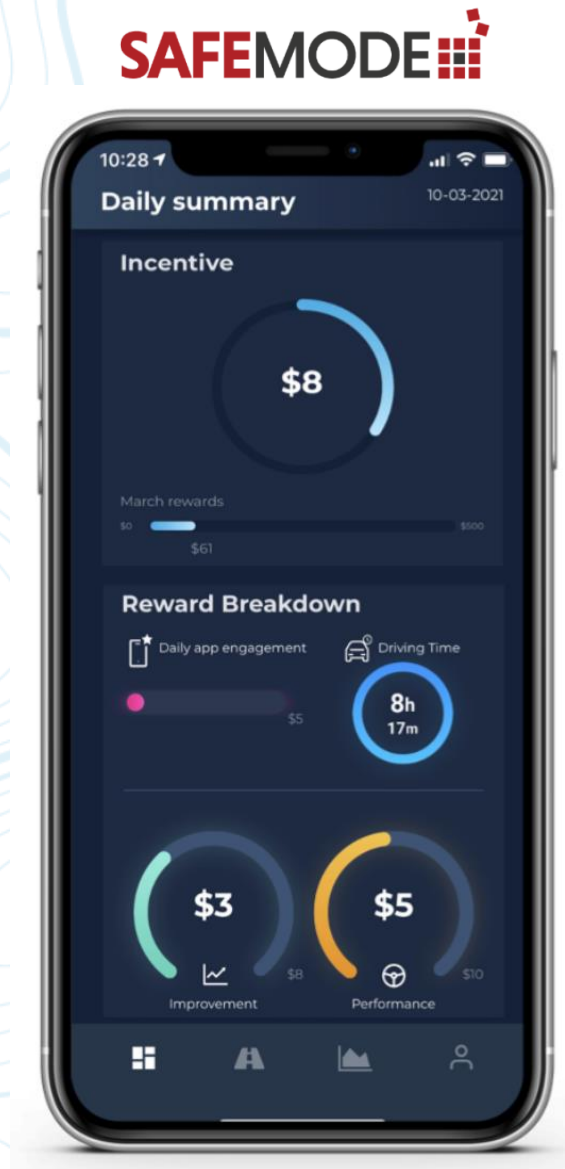 SAFEMODE
10:28
Daily summary
10-03-2021
Incentive
$8
March rewards
$0
$500
$61
Reward Breakdown
Daily app engagement
Driving Time
$5
8h
17m
$3
$5
$8
$10
Improvement
Performance